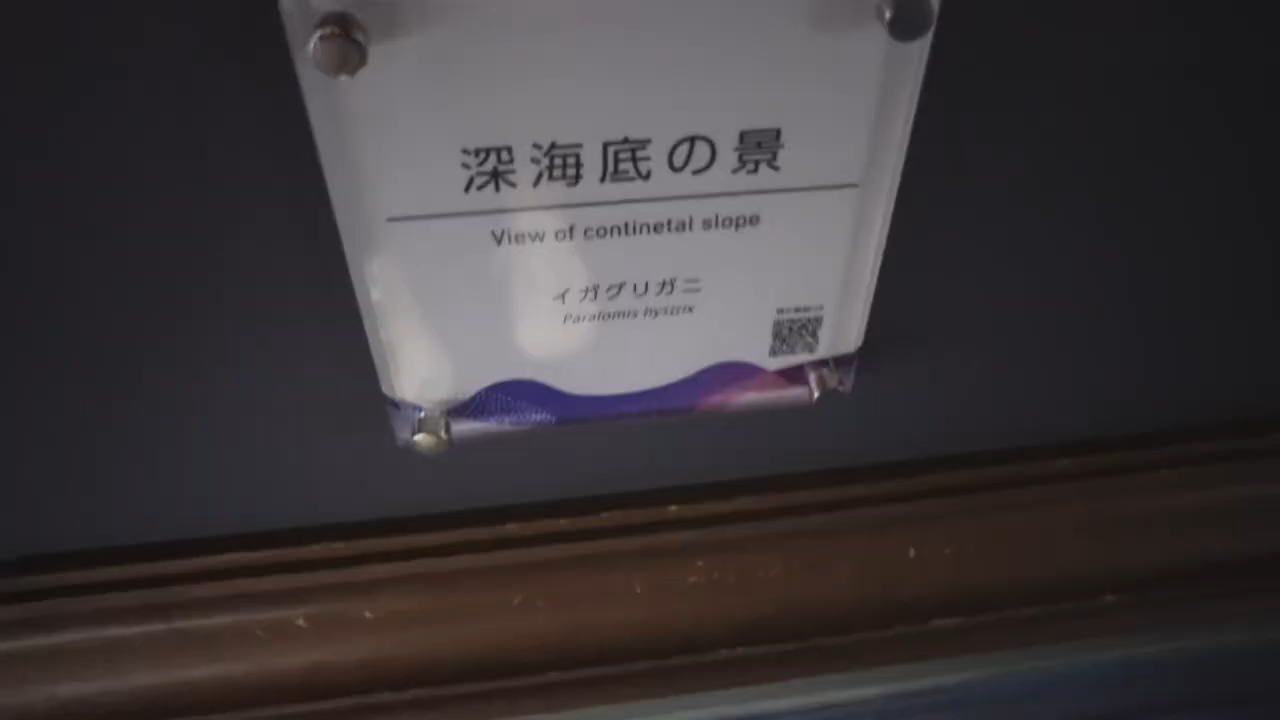 深海底の景
View of continetal slope
イガグリガニ
Paralomis hystrix